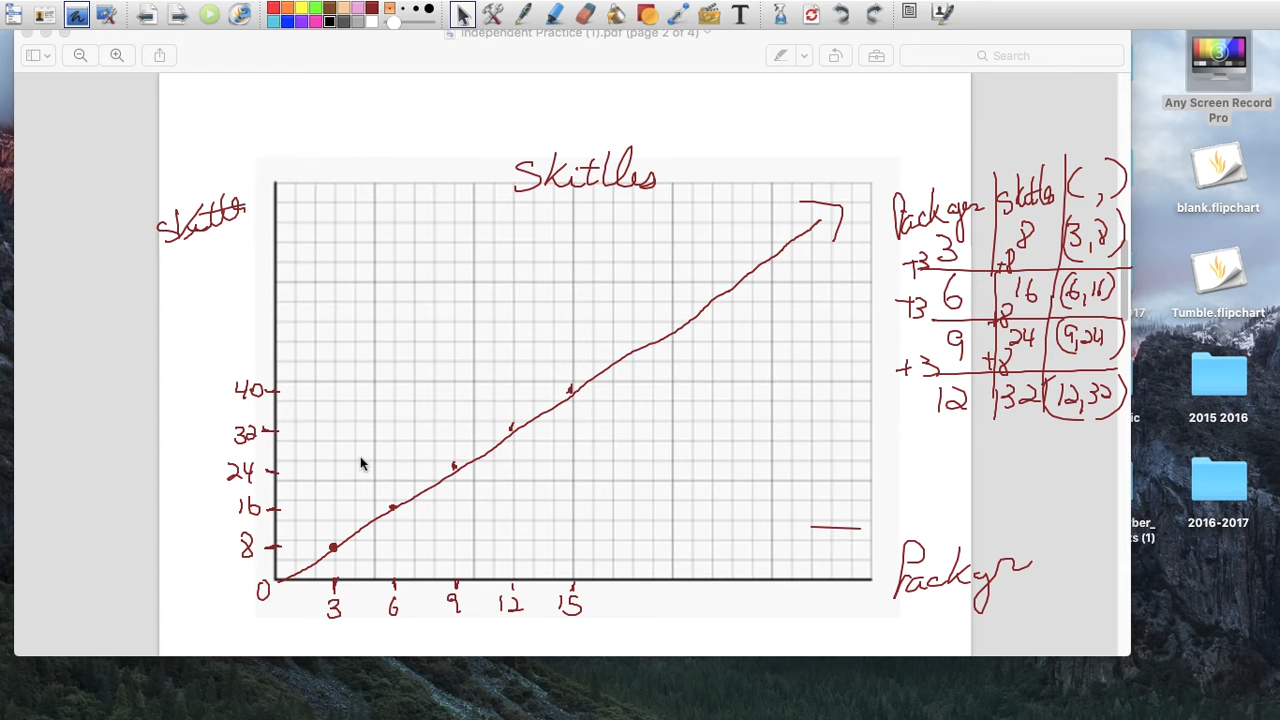 Independent Practice (1).pdf (page 2 of 4)
Search
Any Screen Record Pro
blank.flipchart
Tumble.flipchart
2015 2016
2016-2017
Skittles
Skittls
40
32
24
16
8
0
3 6 9 12 15
Packages
Packages Skittles ( , )
3 8 (3,8)
+3 +8
6 16 (6,16)
+3 +8
9 24 (9,24)
+3 +8
12 32 (12,32)